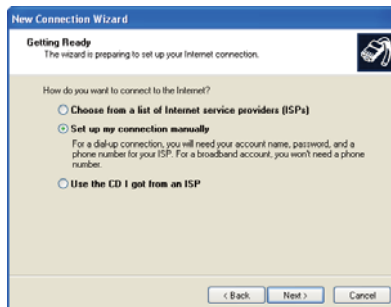 New Connection Wizard
Getting Ready
The wizard is preparing to set up your Internet connection.
How do you want to connect to the Internet?
Choose from a list of Internet service providers (ISPs)
Set up my connection manually
For a dial-up connection, you will need your account name, password, and a
phone number for your ISP. For a broadband account, you won't need a phone
number.
Use the CD I got from an ISP
< Back
Next >
Cancel